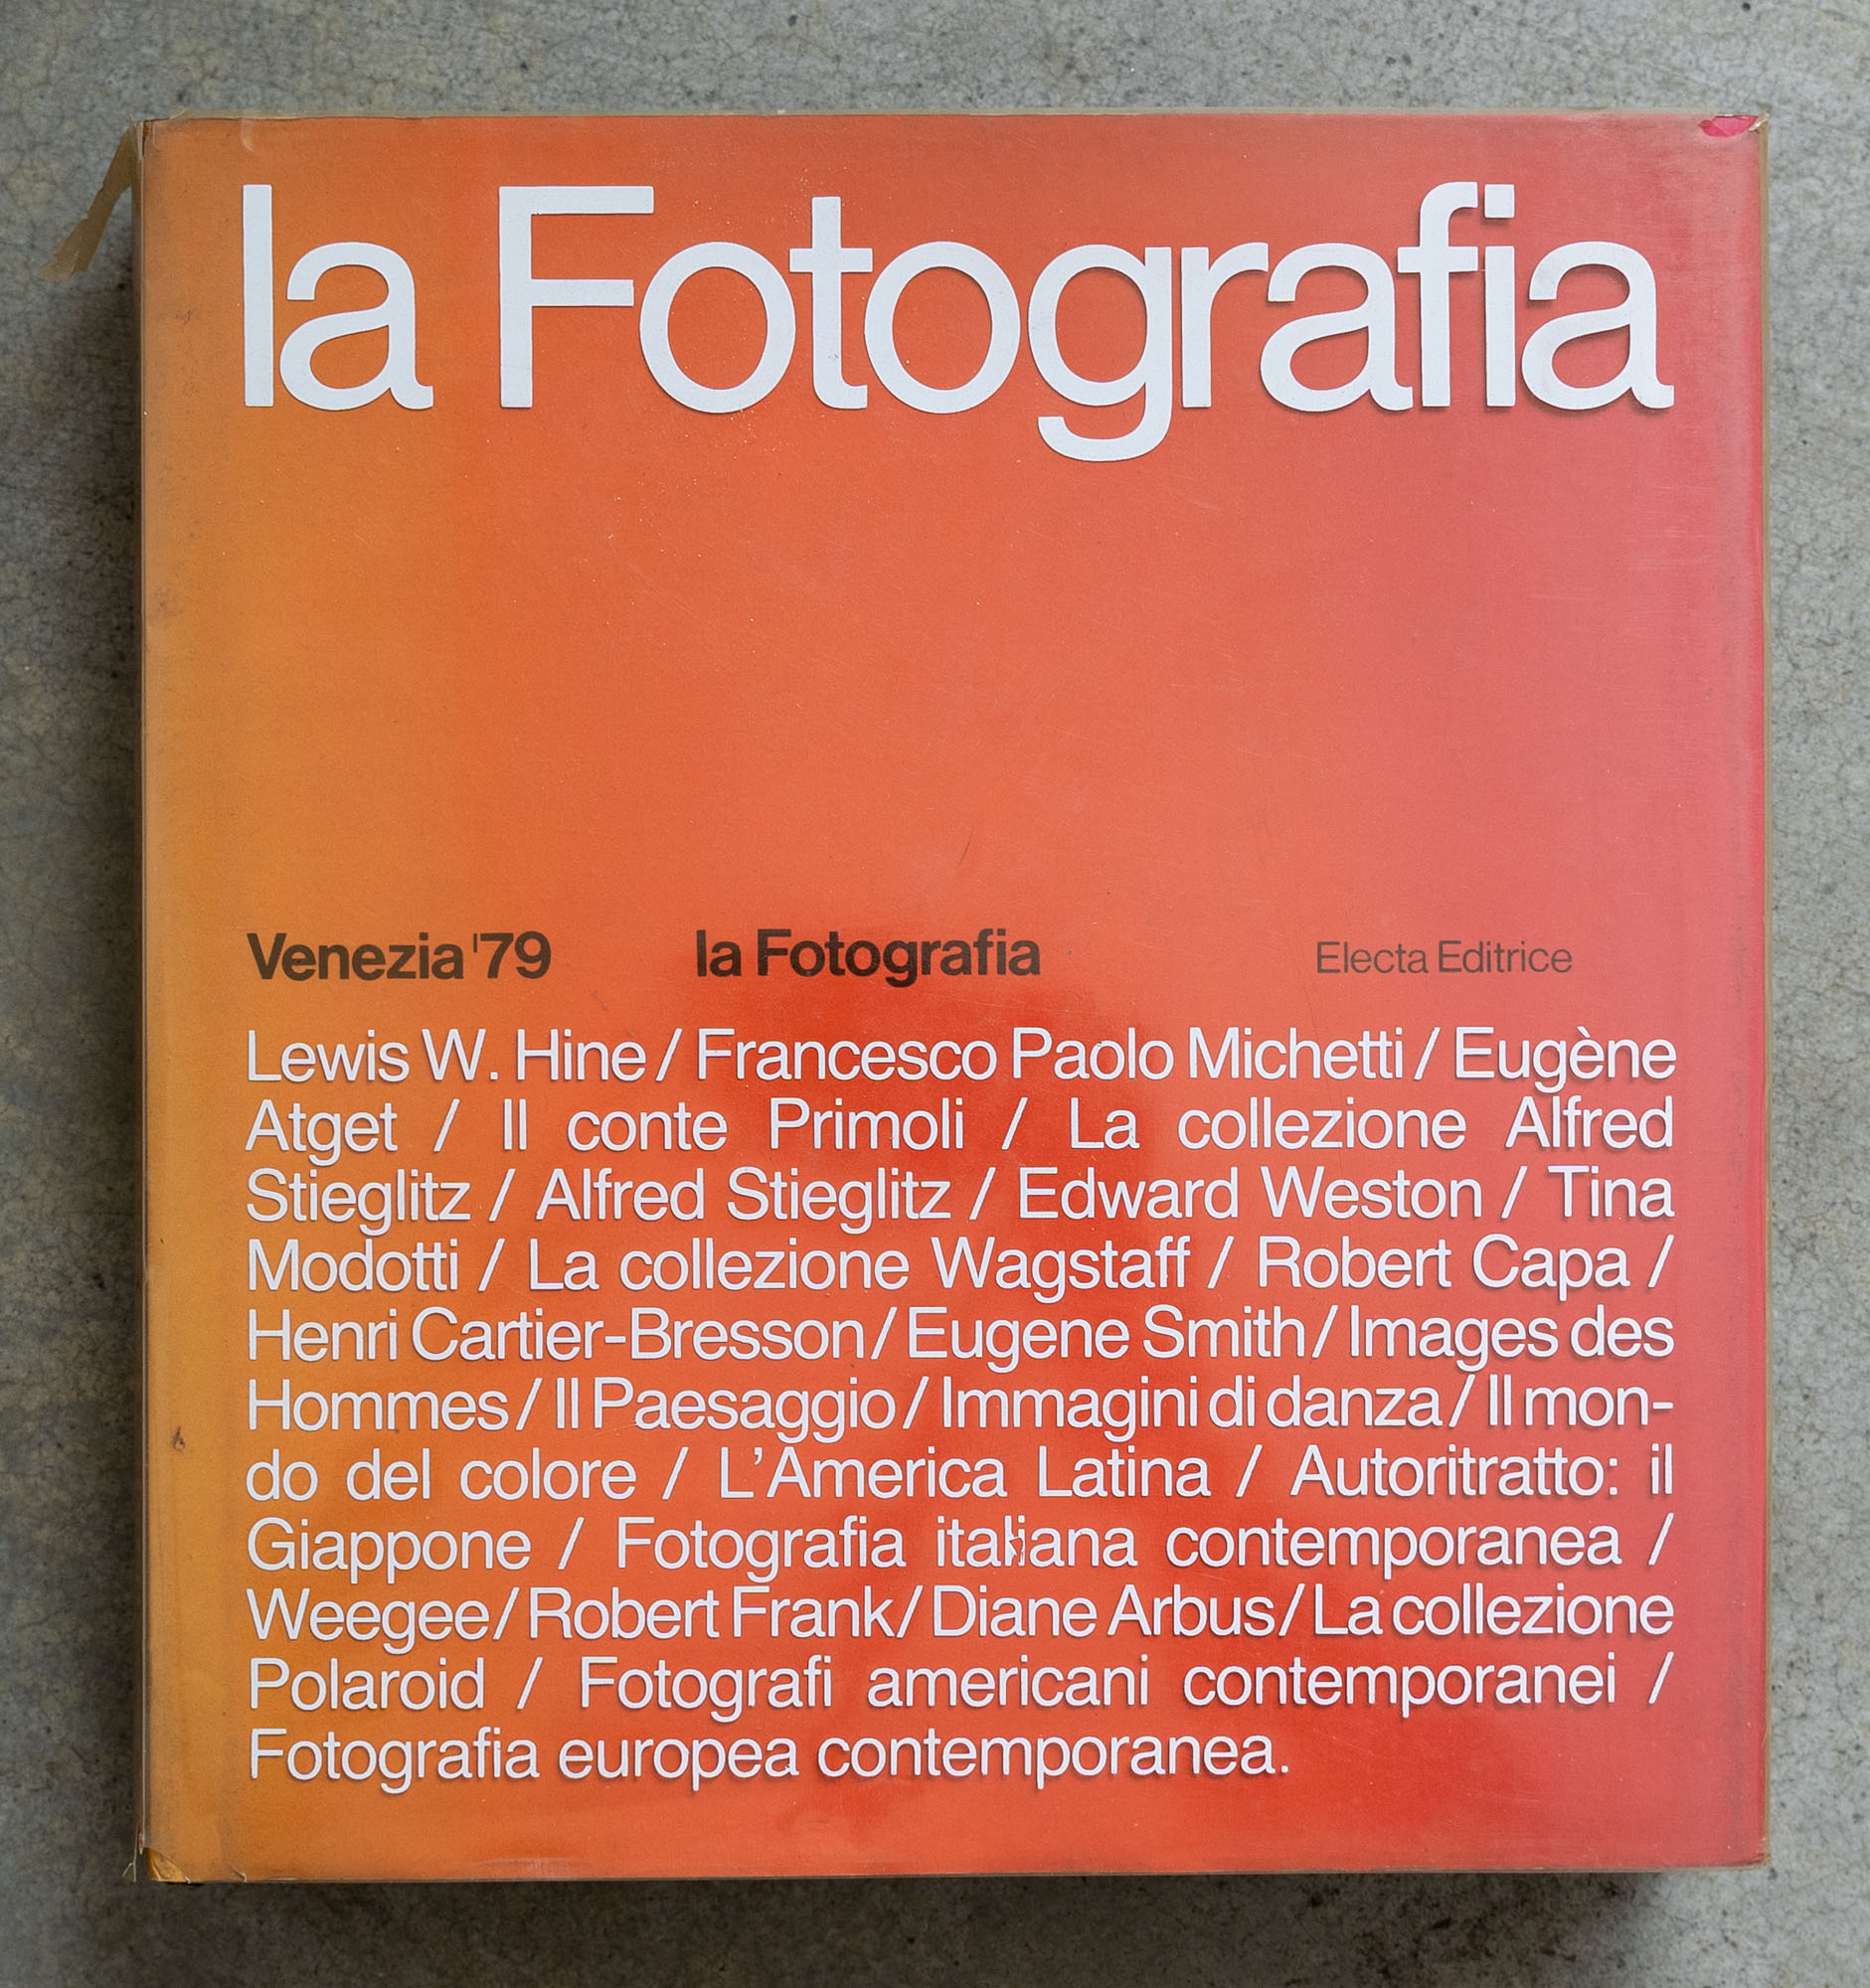 la Fotografia
Venezia '79 la Fotografia Electa Editrice
Lewis W. Hine / Francesco Paolo Michetti / Eugène
Atget / Il conte Primoli / La collezione Alfred
Stieglitz / Alfred Stieglitz / Edward Weston / Tina
Modotti / La collezione Wagstaff / Robert Capa /
Henri Cartier-Bresson / Eugene Smith / Images des
Hommes / Il Paesaggio / Immagini di danza / Il mon-
do del colore / L'America Latina / Autoritratto: il
Giappone / Fotografia italiana contemporanea /
Weegee / Robert Frank / Diane Arbus / La collezione
Polaroid / Fotografi americani contemporanei /
Fotografia europea contemporanea.